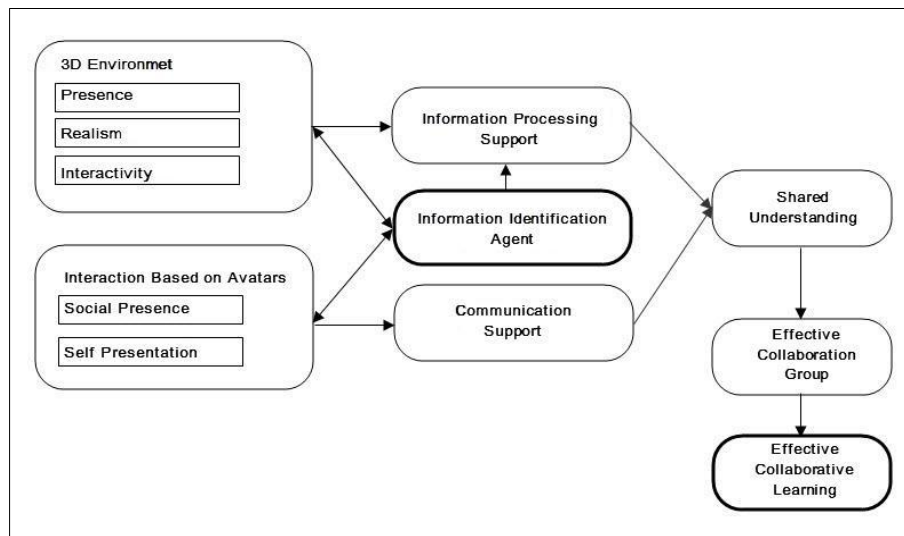 3D Environmet
Presence
Realism
Interactivity
Information Processing
Support
Information Identification
Agent
Shared
Understanding
Interaction Based on Avatars
Social Presence
Self Presentation
Communication
Support
Effective
Collaboration
Group
Effective
Collaborative
Learning